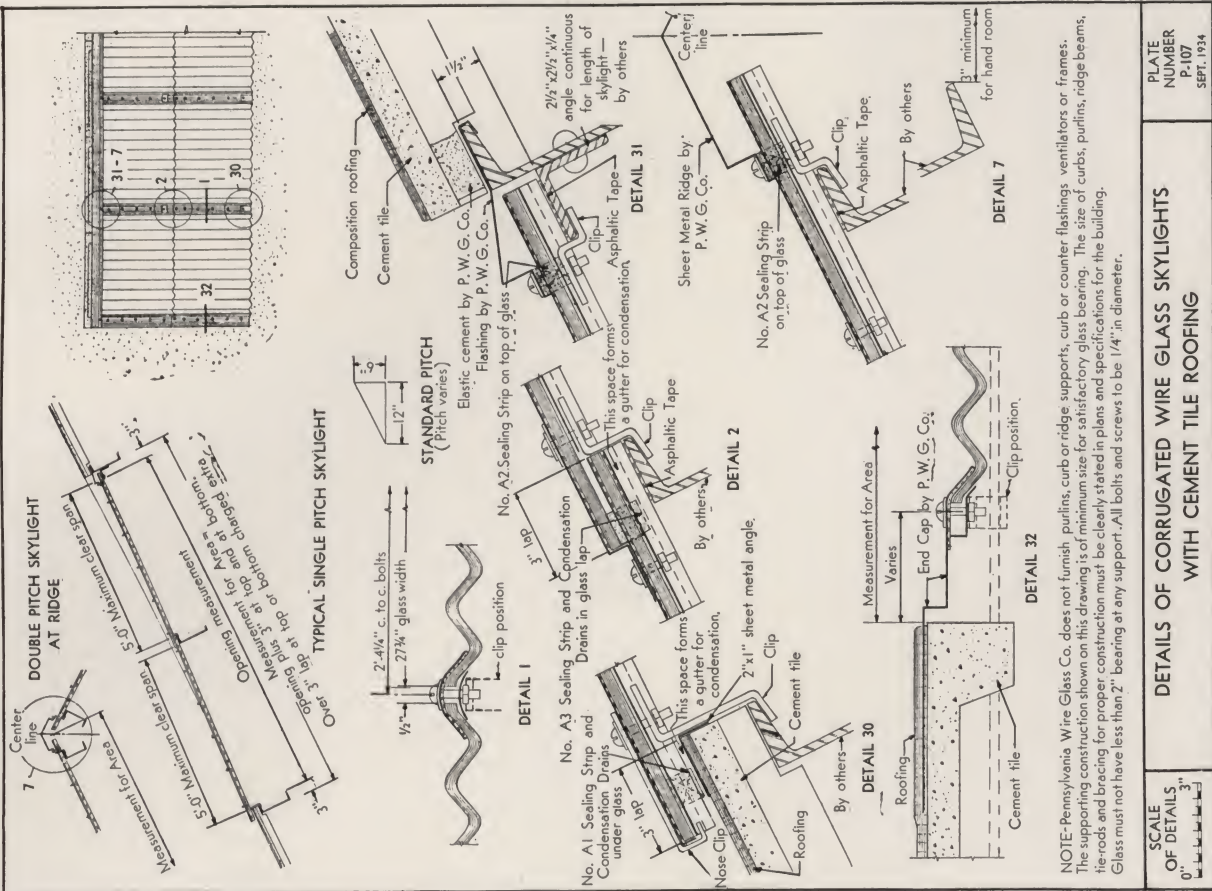 DOUBLE PITCH SKYLIGHT
AT RIDGE
7
Center
line
Measurement for Area
5'-0" Maximum clear span
5'-0" Maximum clear span
3"
Opening measurement
Measurement for Area =
opening plus 3" at top and at bottom.
Over 3" lap at top or bottom charged extra
3"
TYPICAL SINGLE PITCH SKYLIGHT
31 - 7
2
1
30
32
2'-4¼" c. to c. bolts
27¾" glass width
½"
clip position
DETAIL 1
6"
12"
STANDARD PITCH
(Pitch varies)
Composition roofing
Cement tile
Elastic cement by P. W. G. Co.
Flashing by P. W. G. Co.
No. A2 Sealing Strip on top of glass
1½"
2½"x2½"x¼"
angle continuous
for length of
skylight—
by others
Clip
Asphaltic Tape
DETAIL 31
This space forms
a gutter for condensation
No. A1 Sealing Strip and
Condensation Drains
under glass
3" lap
Nose Clip
Roofing
No. A3 Sealing Strip and Condensation
Drains in glass lap
3" lap
This space forms
a gutter for
condensation
2"x1" sheet metal angle
Clip
Cement tile
By others
DETAIL 30
Clip
Asphaltic Tape
By others
DETAIL 2
Sheet Metal Ridge by
P. W. G. Co.
Center
line
No. A2 Sealing Strip
on top of glass
Clip
Asphaltic Tape
By others
3" minimum
for hand room
DETAIL 7
Measurement for Area
Varies
End Cap by P. W. G. Co.
Roofing
Clip position
Cement tile
DETAIL 32
NOTE-Pennsylvania Wire Glass Co. does not furnish purlins, curb or ridge supports, curb or counter flashings ventilators or frames.
The supporting construction shown on this drawing is of minimum size for satisfactory glass bearing. The size of curbs, purlins, ridge beams,
tie-rods and bracing for proper construction must be clearly stated in plans and specifications for the building.
Glass must not have less than 2" bearing at any support. All bolts and screws to be 1/4" in diameter.
SCALE
OF DETAILS
0" 3"
DETAILS OF CORRUGATED WIRE GLASS SKYLIGHTS
WITH CEMENT TILE ROOFING
PLATE
NUMBER
P-107
SEPT. 1934